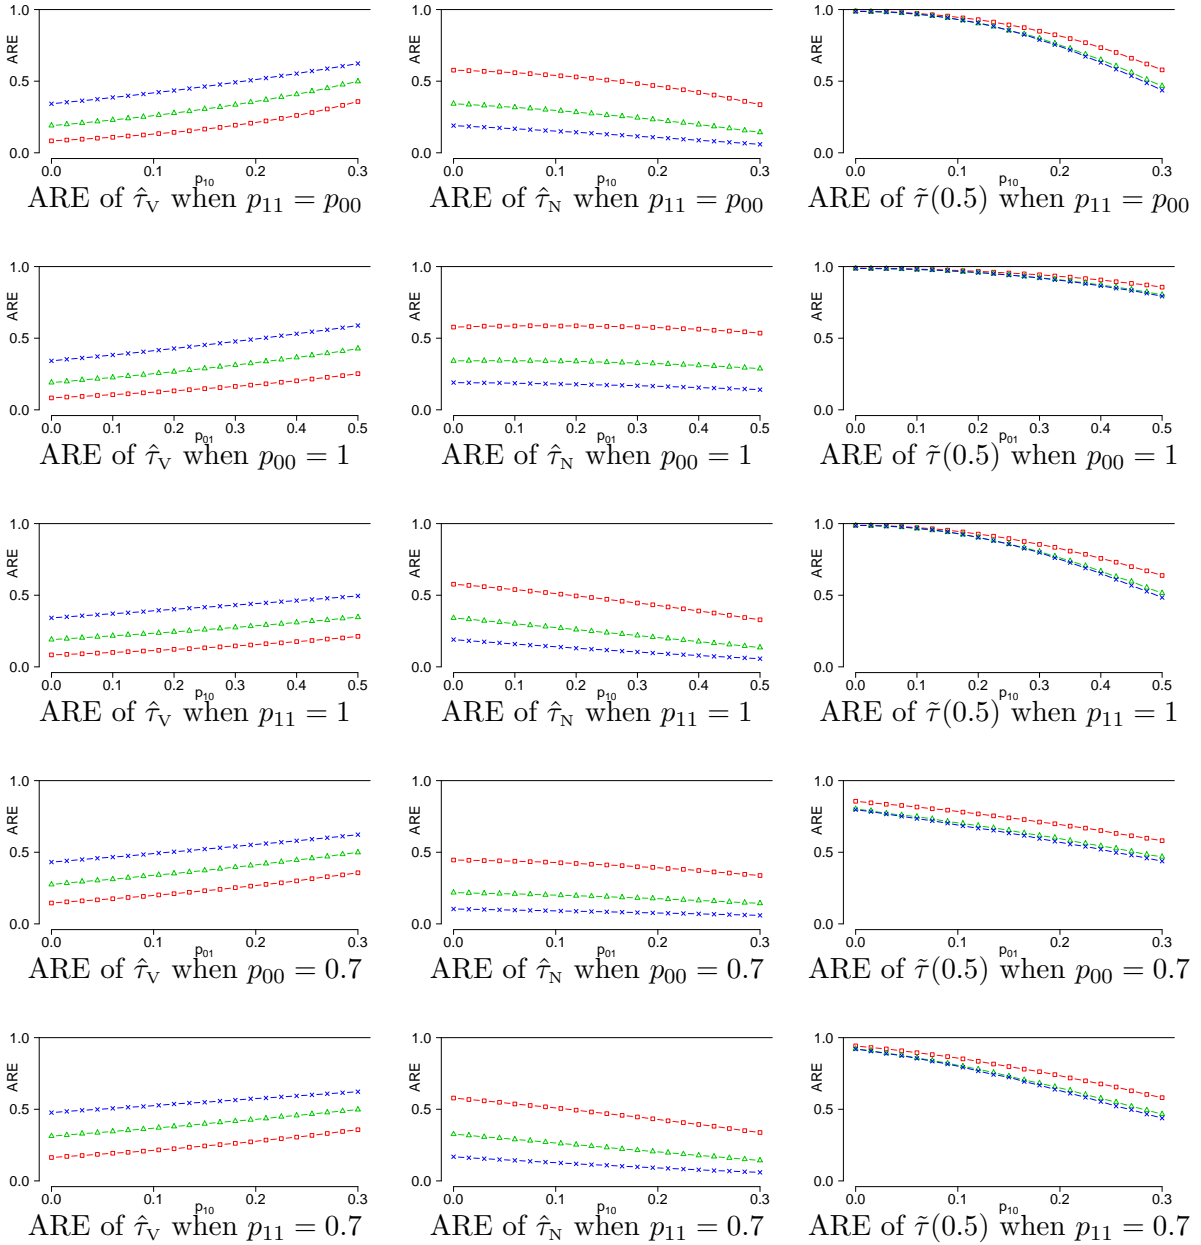 ARE ARE ARE
1.0 1.0 1.0
0.5 0.5 0.5
0.0 0.0 0.0
0.0 0.1 0.2 0.3 0.0 0.1 0.2 0.3 0.0 0.1 0.2 0.3
p₁₀ p₁₀ p₁₀
ARE of τ̂_V when p₁₁ = p₀₀ ARE of τ̂_N when p₁₁ = p₀₀ ARE of τ̃(0.5) when p₁₁ = p₀₀
ARE ARE ARE
1.0 1.0 1.0
0.5 0.5 0.5
0.0 0.0 0.0
0.0 0.1 0.2 0.3 0.4 0.5 0.0 0.1 0.2 0.3 0.4 0.5 0.0 0.1 0.2 0.3 0.4 0.5
p₀₁ p₀₁ p₀₁
ARE of τ̂_V when p₀₀ = 1 ARE of τ̂_N when p₀₀ = 1 ARE of τ̃(0.5) when p₀₀ = 1
ARE ARE ARE
1.0 1.0 1.0
0.5 0.5 0.5
0.0 0.0 0.0
0.0 0.1 0.2 0.3 0.4 0.5 0.0 0.1 0.2 0.3 0.4 0.5 0.0 0.1 0.2 0.3 0.4 0.5
p₁₀ p₁₀ p₁₀
ARE of τ̂_V when p₁₁ = 1 ARE of τ̂_N when p₁₁ = 1 ARE of τ̃(0.5) when p₁₁ = 1
ARE ARE ARE
1.0 1.0 1.0
0.5 0.5 0.5
0.0 0.0 0.0
0.0 0.1 0.2 0.3 0.0 0.1 0.2 0.3 0.0 0.1 0.2 0.3
p₀₁ p₀₁ p₀₁
ARE of τ̂_V when p₀₀ = 0.7 ARE of τ̂_N when p₀₀ = 0.7 ARE of τ̃(0.5) when p₀₀ = 0.7
ARE ARE ARE
1.0 1.0 1.0
0.5 0.5 0.5
0.0 0.0 0.0
0.0 0.1 0.2 0.3 0.0 0.1 0.2 0.3 0.0 0.1 0.2 0.3
p₁₀ p₁₀ p₁₀
ARE of τ̂_V when p₁₁ = 0.7 ARE of τ̂_N when p₁₁ = 0.7 ARE of τ̃(0.5) when p₁₁ = 0.7